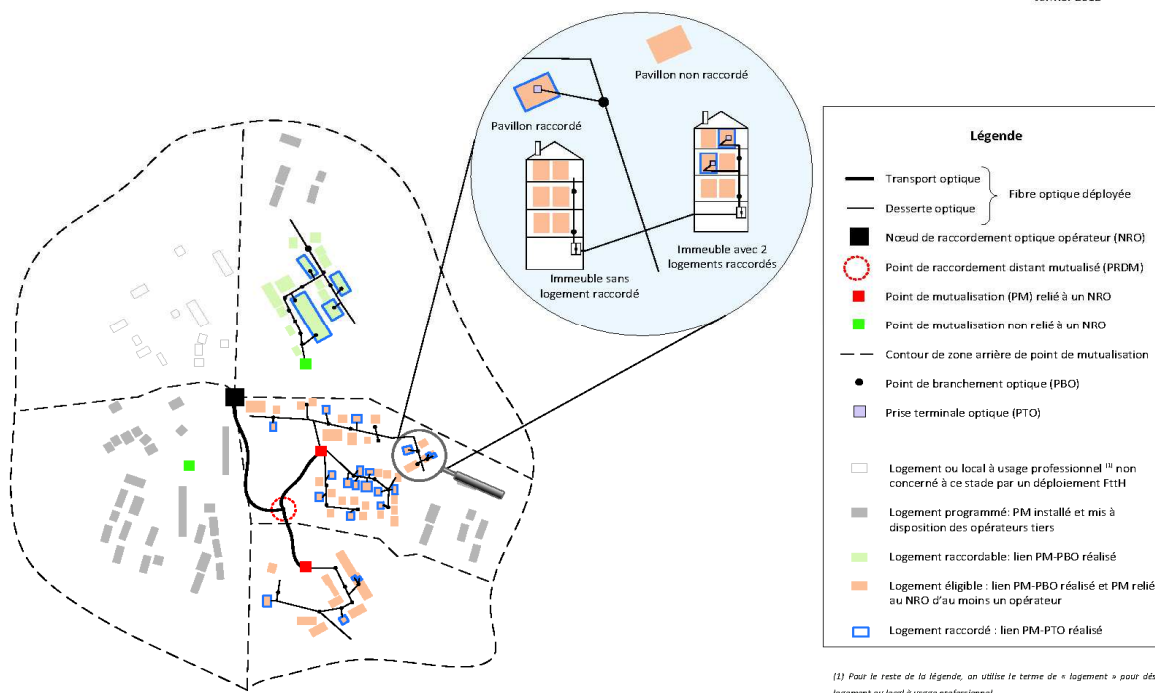 Pavillon non raccordé
Pavillon raccordé
Immeuble sans
logement raccordé
Immeuble avec 2
logements raccordés
Légende
Transport optique
Desserte optique
Fibre optique déployée
Nœud de raccordement optique opérateur (NRO)
Point de raccordement distant mutualisé (PRDM)
Point de mutualisation (PM) relié à un NRO
Point de mutualisation non relié à un NRO
Contour de zone arrière de point de mutualisation
Point de branchement optique (PBO)
Prise terminale optique (PTO)
Logement ou local à usage professionnel (1) non
concerné à ce stade par un déploiement FttH
Logement programmé: PM installé et mis à
disposition des opérateurs tiers
Logement raccordable: lien PM-PBO réalisé
Logement éligible : lien PM-PBO réalisé et PM relié
au NRO d'au moins un opérateur
Logement raccordé : lien PM-PTO réalisé
(1) Pour le reste de la légende, on utilise le terme de « logement » pour dés
logement ou local à usage professionnel